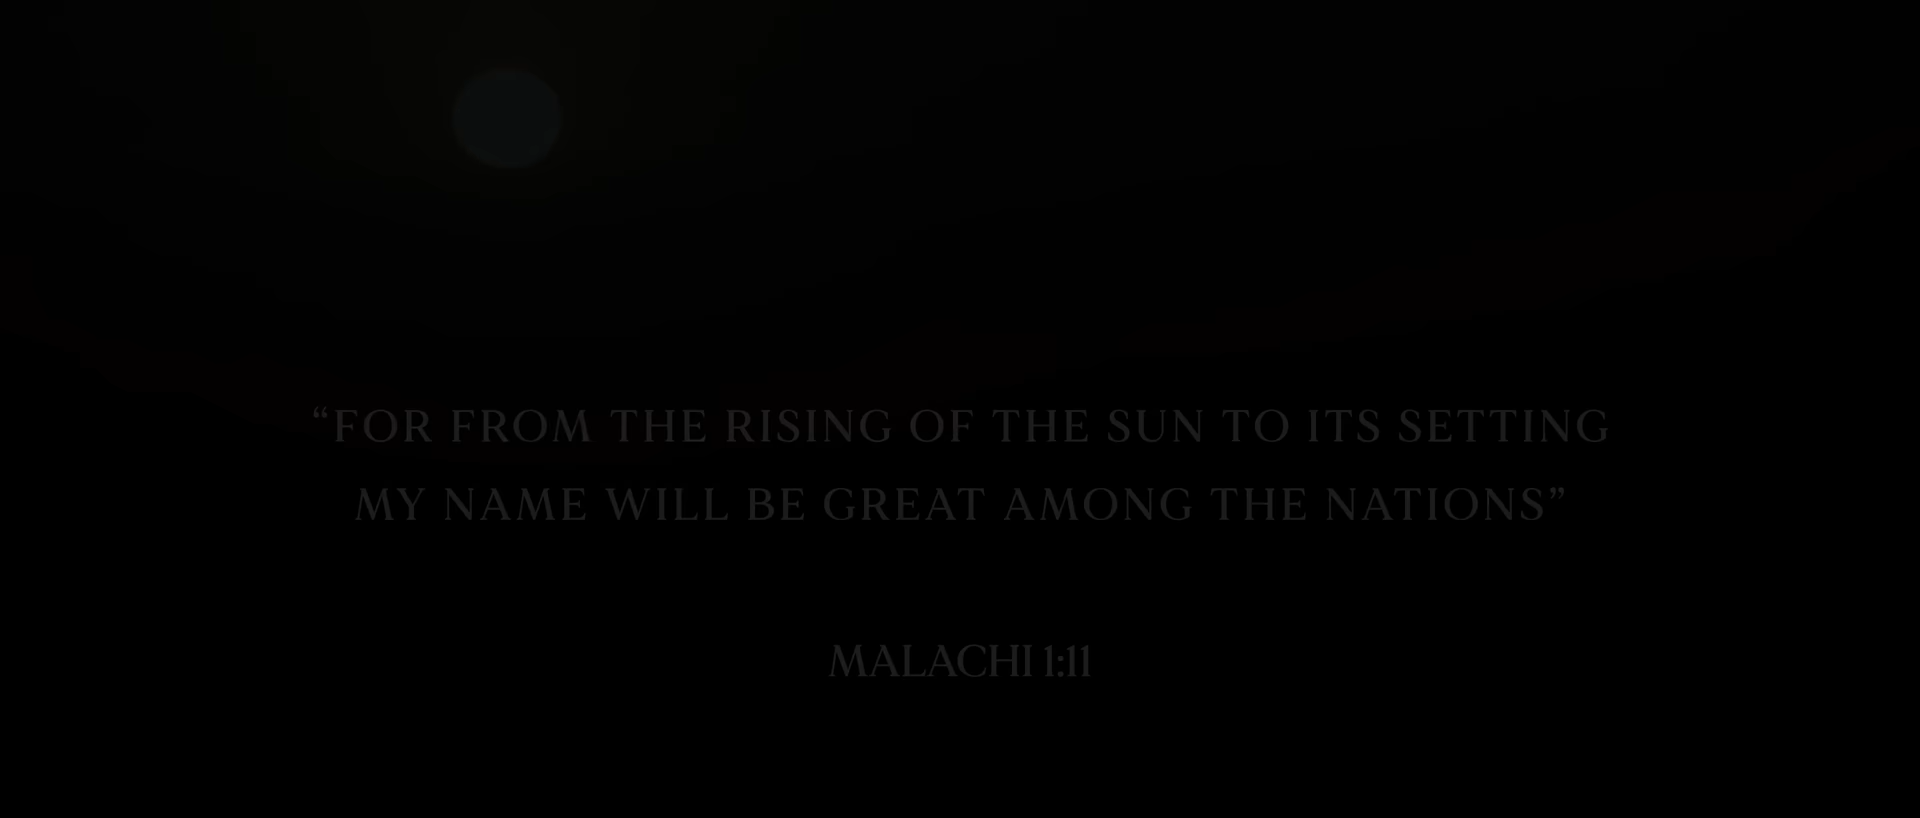 “FOR FROM THE RISING OF THE SUN TO ITS SETTING
MY NAME WILL BE GREAT AMONG THE NATIONS”
MALACHI 1:11